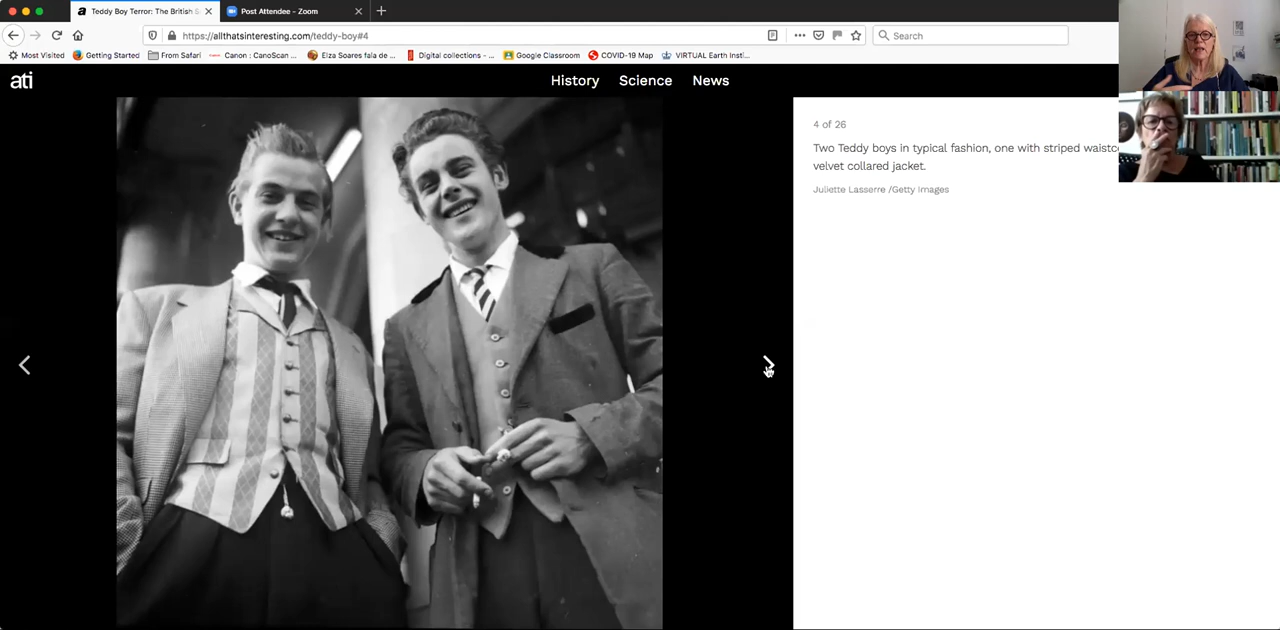 Teddy Boy Terror: The British S
Post Attendee - Zoom
https://allthatsinteresting.com/teddy-boy#4
Search
Most Visited
Getting Started
From Safari
Canon : CanoScan ...
Elza Soares fala de ...
Digital collections - ...
Google Classroom
COVID-19 Map
VIRTUAL Earth Insti...
ati
History
Science
News
4 of 26
Two Teddy boys in typical fashion, one with striped waistco
velvet collared jacket.
Juliette Lasserre /Getty Images